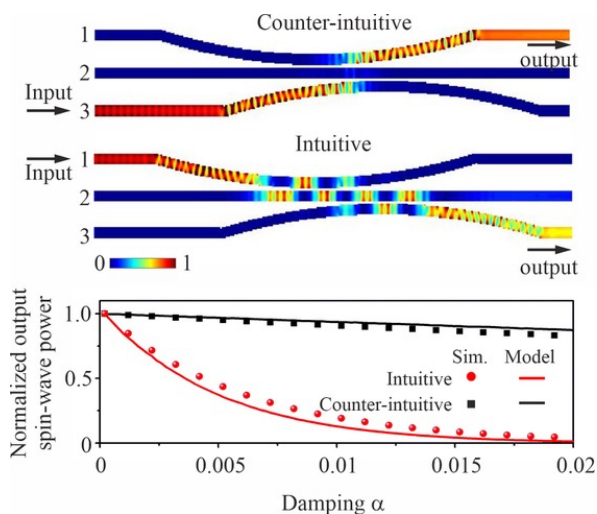 Counter-intuitive
1
output
2
Input
3
Intuitive
1
Input
2
3
0 1
output
Normalized output
spin-wave power
1.0
0.5
0.0
Sim. Model
Intuitive
Counter-intuitive
0 0.005 0.01 0.015 0.02
Damping α